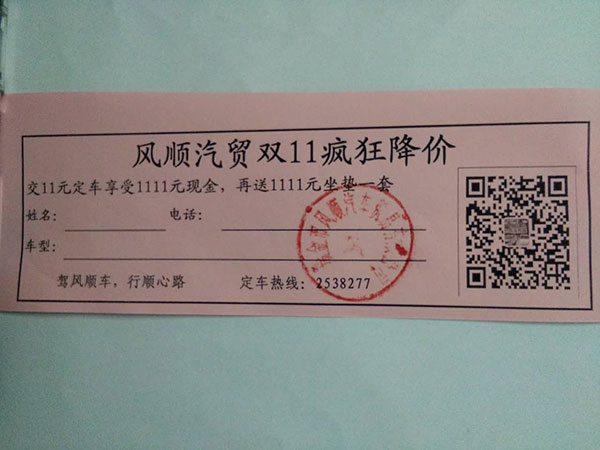 风顺汽贸双11疯狂降价
交11元定车享受1111元现金，再送1111元坐垫一套
姓名： 电话：
车型：
驾风顺车，行顺心路 定车热线：2538277